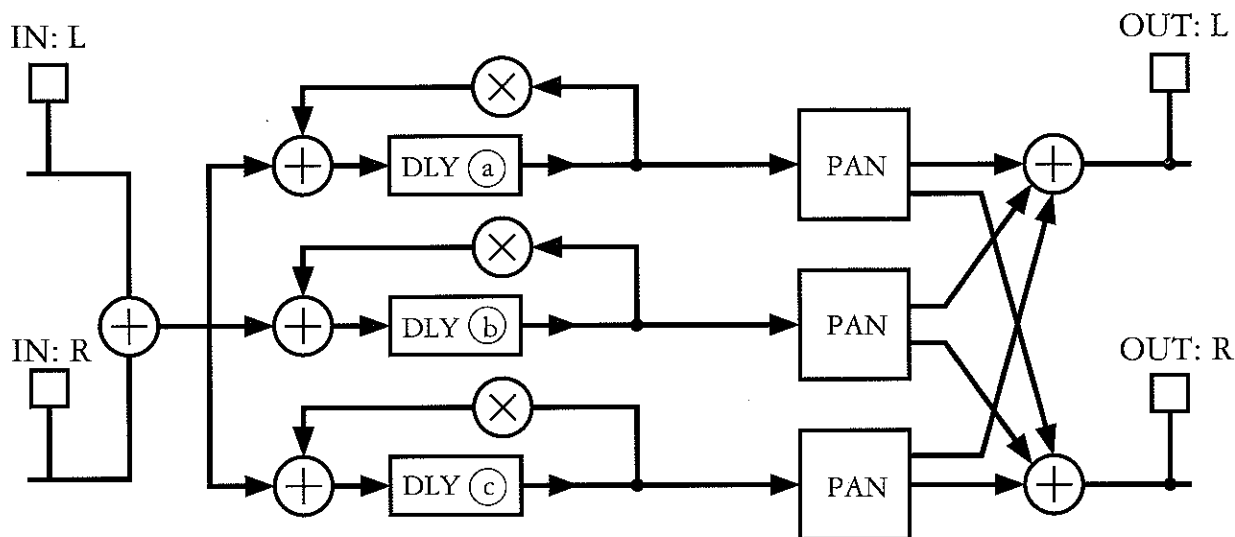 IN: L
OUT: L
DLY ⓐ
PAN
IN: R
DLY ⓑ
PAN
OUT: R
DLY ⓒ
PAN